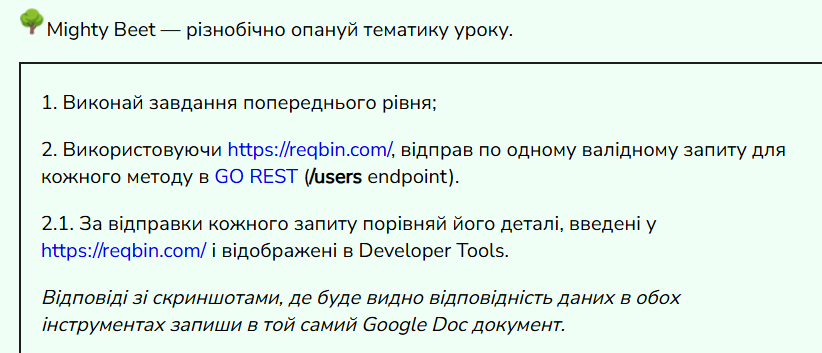 Mighty Beet — різнобічно опануй тематику уроку.
1. Виконай завдання попереднього рівня;
2. Використовуючи https://reqbin.com/, відправ по одному валідному запиту для
кожного методу в GO REST (/users endpoint).
2.1. За відправки кожного запиту порівняй його деталі, введені у
https://reqbin.com/ і відображені в Developer Tools.
Відповіді зі скриншотами, де буде видно відповідність даних в обох
інструментах запиши в той самий Google Doc документ.